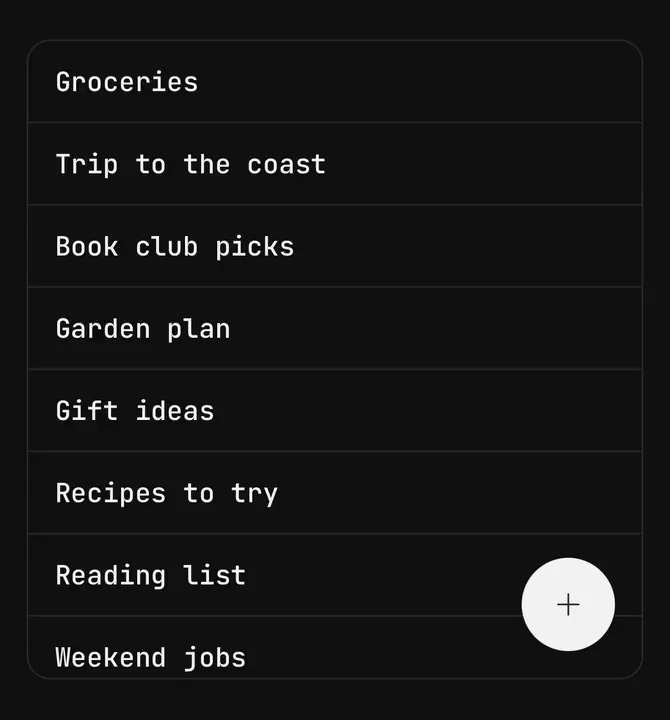 Groceries
Trip to the coast
Book club picks
Garden plan
Gift ideas
Recipes to try
Reading list
Weekend jobs